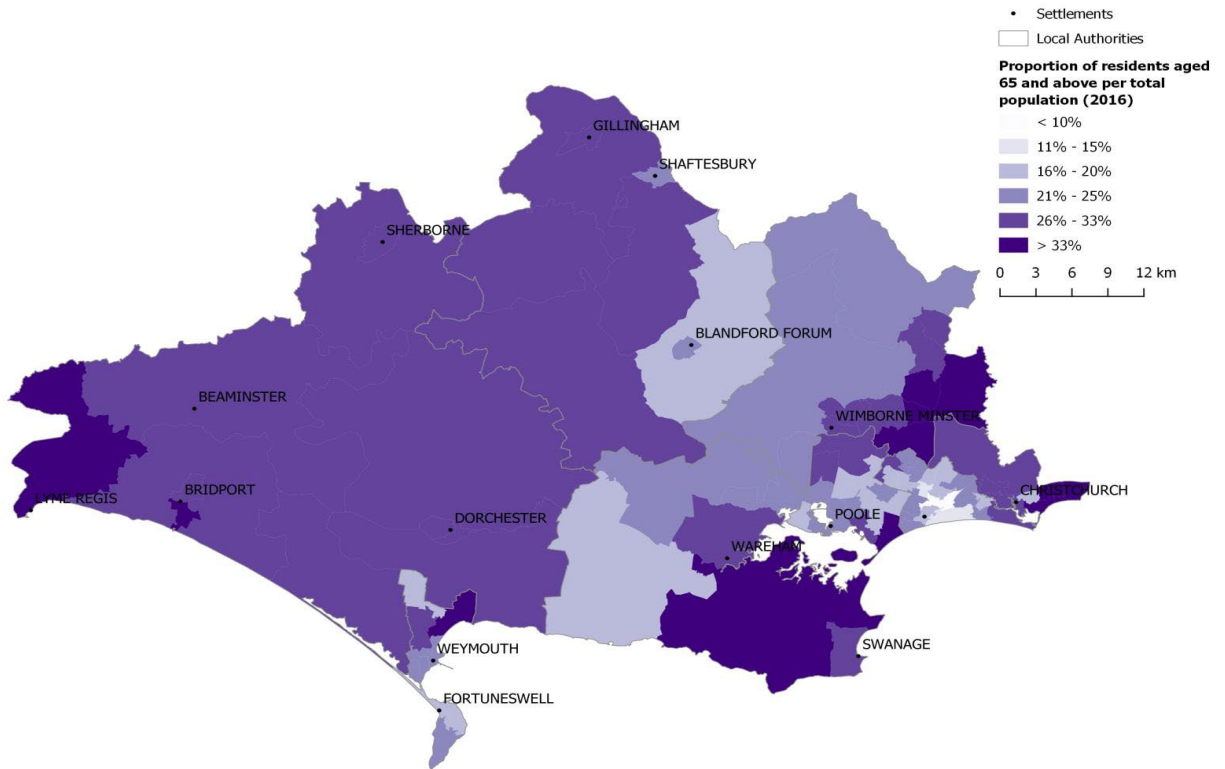 Settlements
Local Authorities
Proportion of residents aged
65 and above per total
population (2016)
< 10%
11% - 15%
16% - 20%
21% - 25%
26% - 33%
> 33%
0 3 6 9 12 km
GILLINGHAM
SHAFTESBURY
SHERBORNE
BLANDFORD FORUM
BEAMINSTER
WIMBORNE MINSTER
BRIDPORT
LYME REGIS
CHRISTCHURCH
DORCHESTER
POOLE
WAREHAM
SWANAGE
WEYMOUTH
FORTUNESWELL